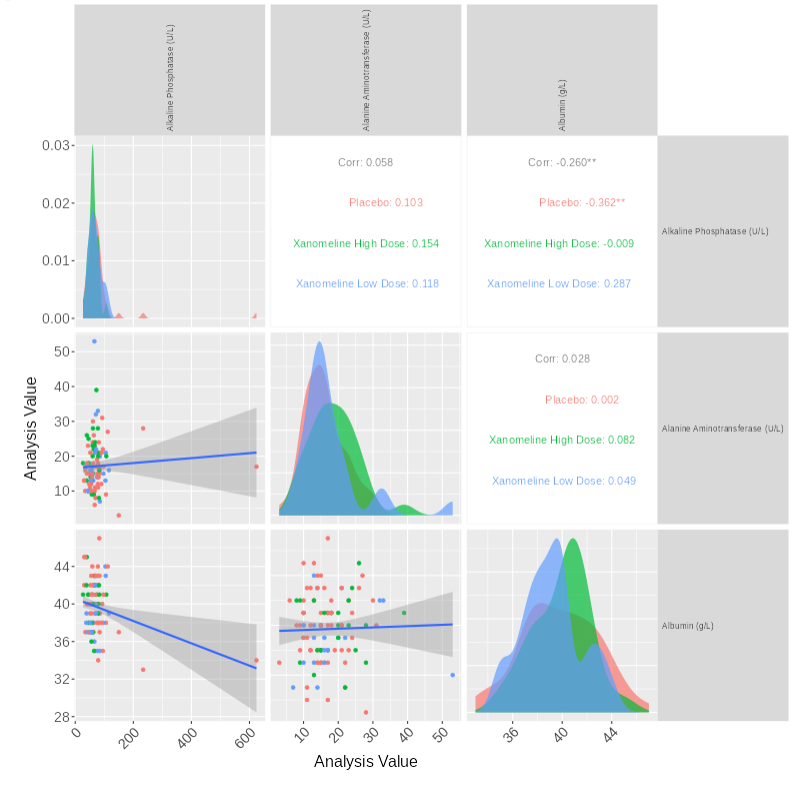 Alkaline Phosphatase (U/L)
Alanine Aminotransferase (U/L)
Albumin (g/L)
0.03
0.02
0.01
0.00
Corr: 0.058
Placebo: 0.103
Xanomeline High Dose: 0.154
Xanomeline Low Dose: 0.118
Corr: -0.260**
Placebo: -0.362**
Xanomeline High Dose: -0.009
Xanomeline Low Dose: 0.287
Alkaline Phosphatase (U/L)
Analysis Value
50
40
30
20
10
Corr: 0.028
Placebo: 0.002
Xanomeline High Dose: 0.082
Xanomeline Low Dose: 0.049
Alanine Aminotransferase (U/L)
44
40
36
32
28
Albumin (g/L)
0
200
400
600
10
20
30
40
50
36
40
44
Analysis Value